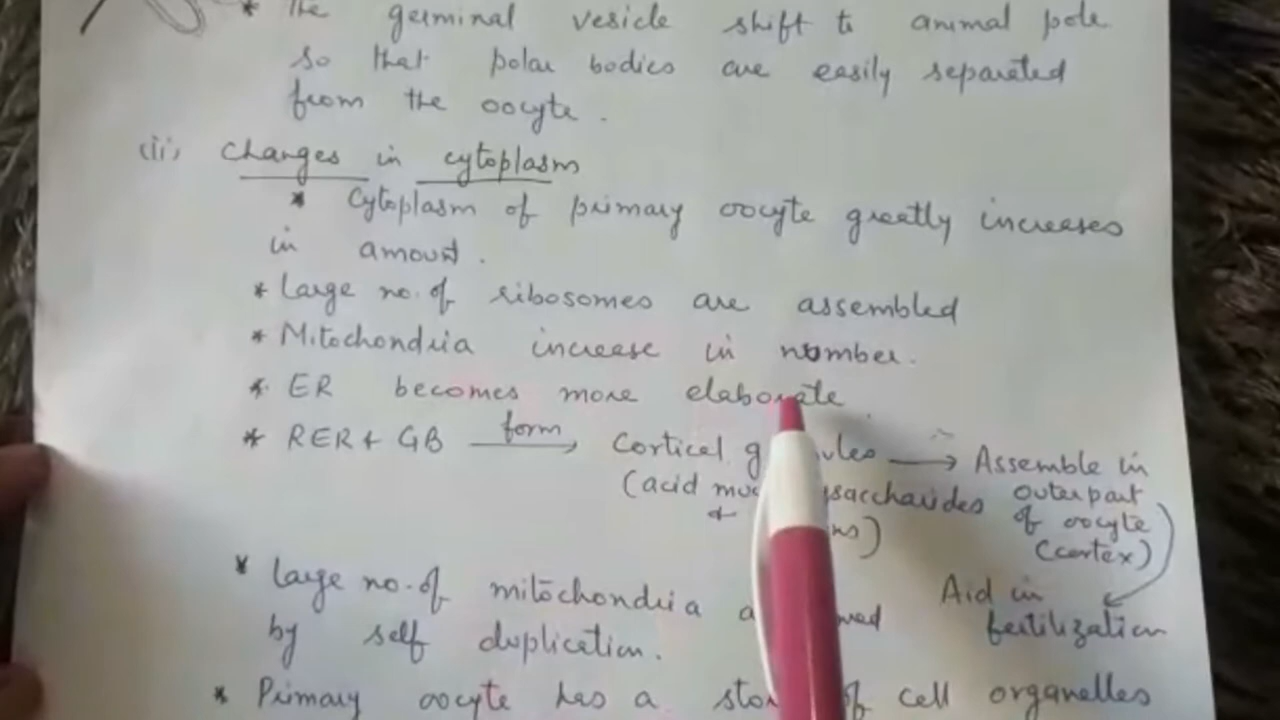 * The germinal vesicle shift to animal pole
so that polar bodies are easily separated
from the oocyte.
(ii) Changes in cytoplasm
* Cytoplasm of primary oocyte greatly increases
in amount.
* Large no. of ribosomes are assembled
* Mitochondria increase in number.
* ER becomes more elaborate
* RER + GB form → Cortical → Assemble in
(acid outer part
& of oocyte
(cortex)
* Large no. of mitochondria
by self duplication.
Aid in
fertilization
* Primary oocyte has a of cell organelles